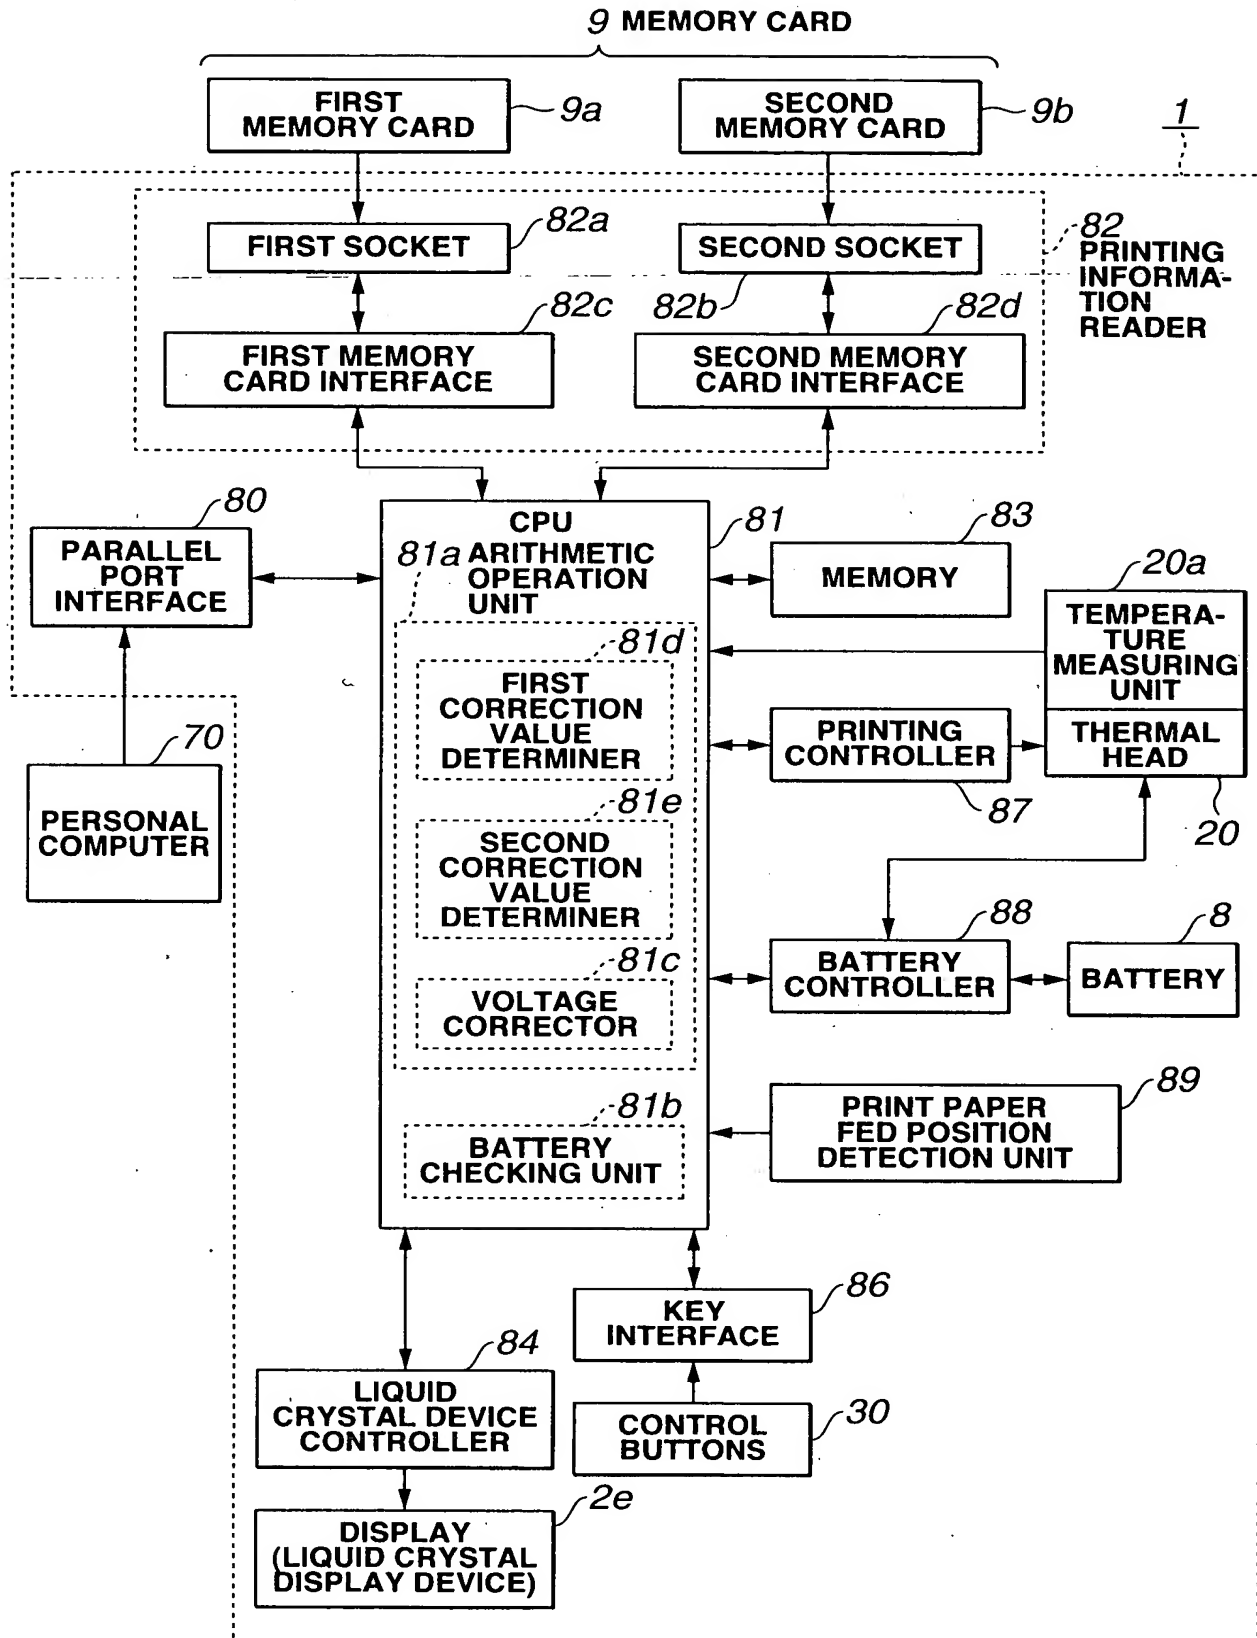 9 MEMORY CARD
FIRST
MEMORY CARD
9a
SECOND
MEMORY CARD
9b
1
FIRST SOCKET
82a
SECOND SOCKET
82b
82
PRINTING
INFORMA-
TION
READER
82c
FIRST MEMORY
CARD INTERFACE
82d
SECOND MEMORY
CARD INTERFACE
80
PARALLEL
PORT
INTERFACE
70
PERSONAL
COMPUTER
CPU
81
81a
ARITHMETIC
OPERATION
UNIT
81d
FIRST
CORRECTION
VALUE
DETERMINER
81e
SECOND
CORRECTION
VALUE
DETERMINER
81c
VOLTAGE
CORRECTOR
81b
BATTERY
CHECKING UNIT
83
MEMORY
20a
TEMPERA-
TURE
MEASURING
UNIT
THERMAL
HEAD
20
PRINTING
CONTROLLER
87
88
BATTERY
CONTROLLER
8
BATTERY
89
PRINT PAPER
FED POSITION
DETECTION UNIT
86
KEY
INTERFACE
30
CONTROL
BUTTONS
84
LIQUID
CRYSTAL DEVICE
CONTROLLER
2e
DISPLAY
(LIQUID CRYSTAL
DISPLAY DEVICE)